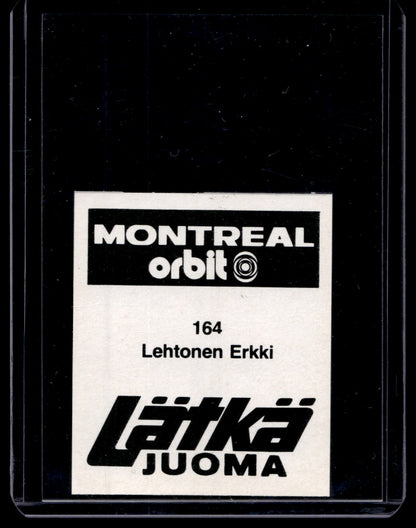 MONTREAL
orbit
164
Lehtonen Erkki
Lätkä
JUOMA